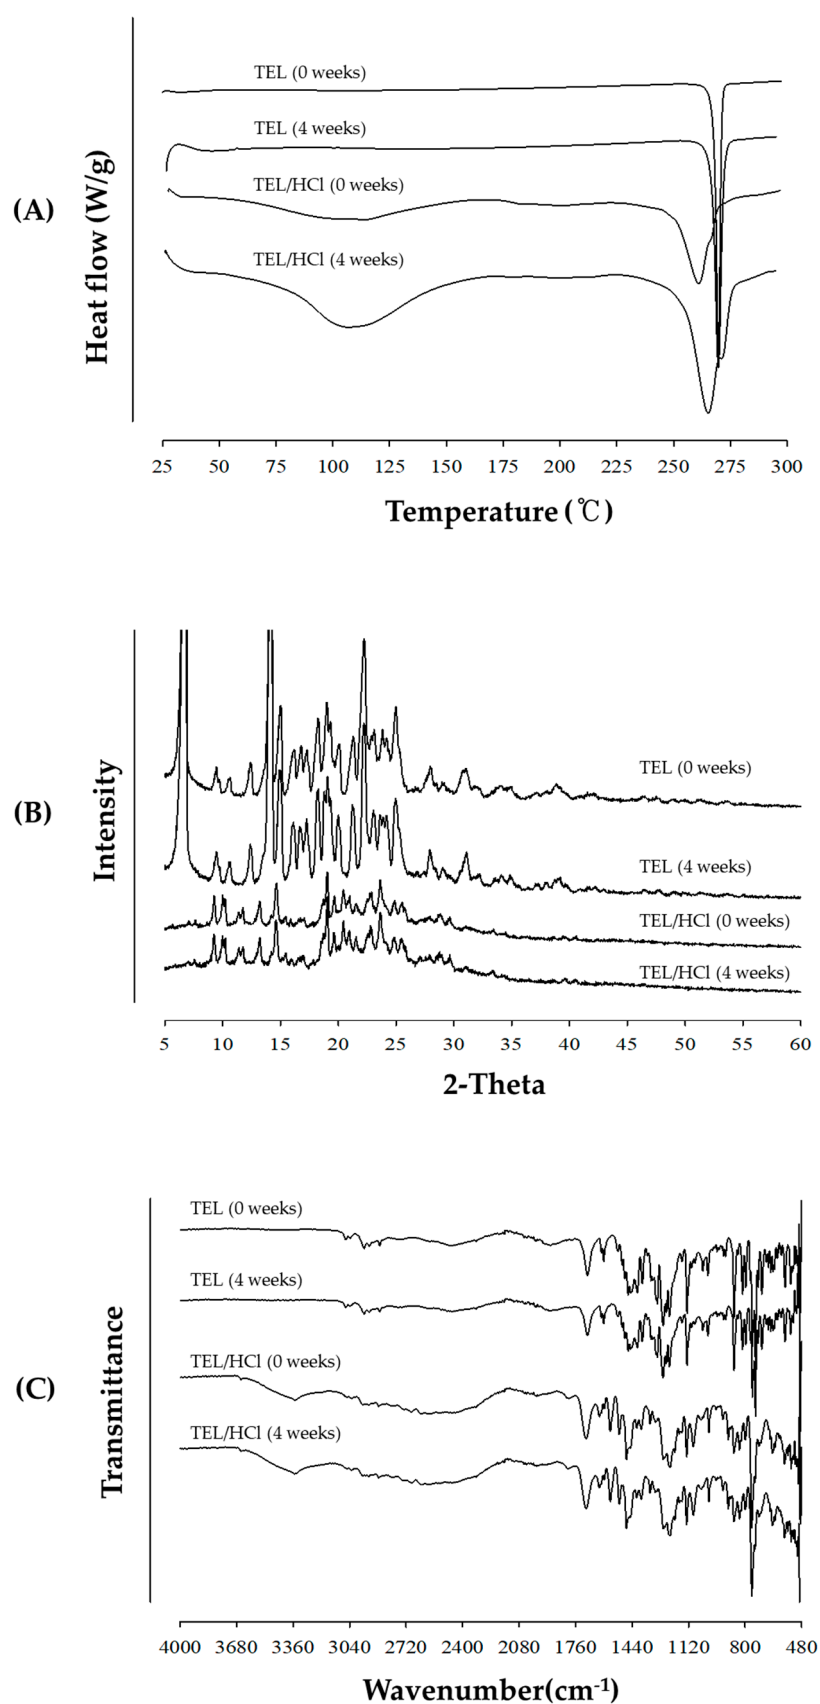 (A)
Heat flow (W/g)
TEL (0 weeks)
TEL (4 weeks)
TEL/HCl (0 weeks)
TEL/HCl (4 weeks)
25 50 75 100 125 150 175 200 225 250 275 300
Temperature (℃)
(B)
Intensity
TEL (0 weeks)
TEL (4 weeks)
TEL/HCl (0 weeks)
TEL/HCl (4 weeks)
5 10 15 20 25 30 35 40 45 50 55 60
2-Theta
(C)
Transmittance
TEL (0 weeks)
TEL (4 weeks)
TEL/HCl (0 weeks)
TEL/HCl (4 weeks)
4000 3680 3360 3040 2720 2400 2080 1760 1440 1120 800 480
Wavenumber(cm⁻¹)